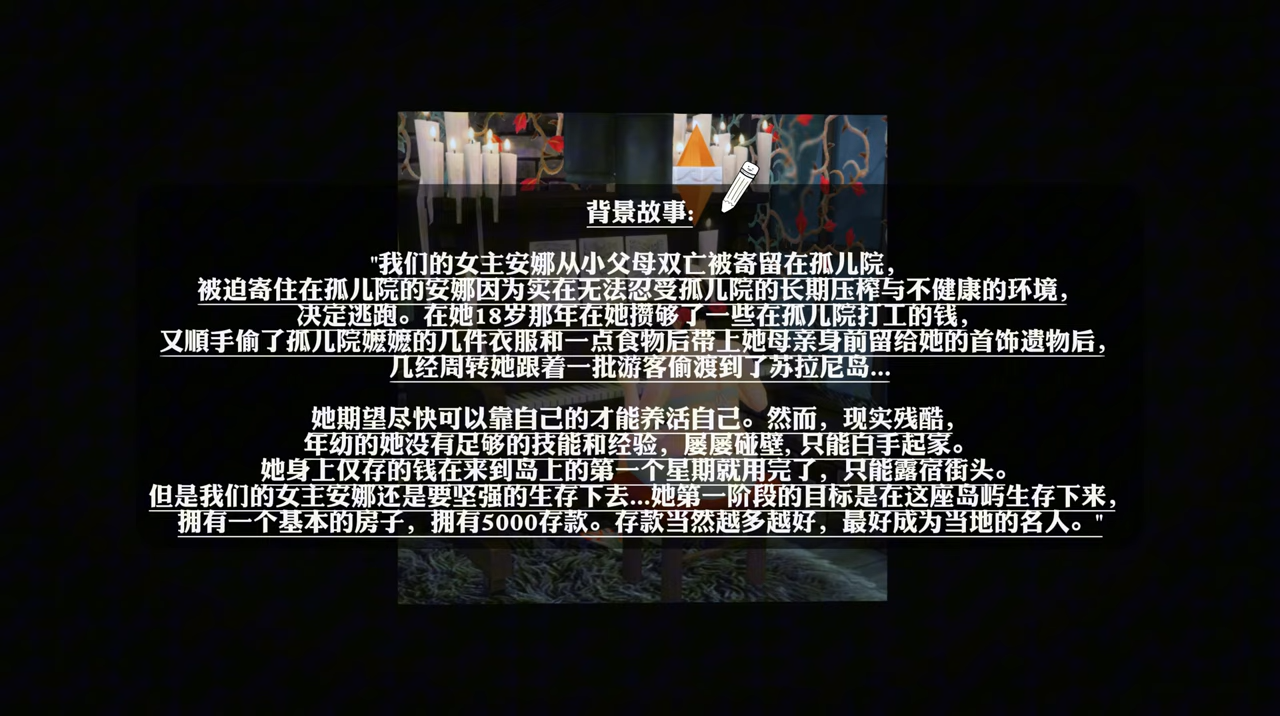 背景故事:
"我们的女主安娜从小父母双亡被寄留在孤儿院，
被迫寄住在孤儿院的安娜因为实在无法忍受孤儿院的长期压榨与不健康的环境，
决定逃跑。在她18岁那年在她攒够了一些在孤儿院打工的钱，
又順手偷了孤儿院嬷嬷的几件衣服和一点食物后带上她母亲身前留给她的首饰遗物后，
几经周转她跟着一批游客偷渡到了苏拉尼岛...
她期望尽快可以靠自己的才能养活自己。然而，现实残酷，
年幼的她没有足够的技能和经验，屡屡碰壁, 只能白手起家。
她身上仅存的钱在来到岛上的第一个星期就用完了，只能露宿街头。
但是我们的女主安娜还是要坚强的生存下去...她第一阶段的目标是在这座岛屿生存下来，
拥有一个基本的房子，拥有5000存款。存款当然越多越好，最好成为当地的名人。"